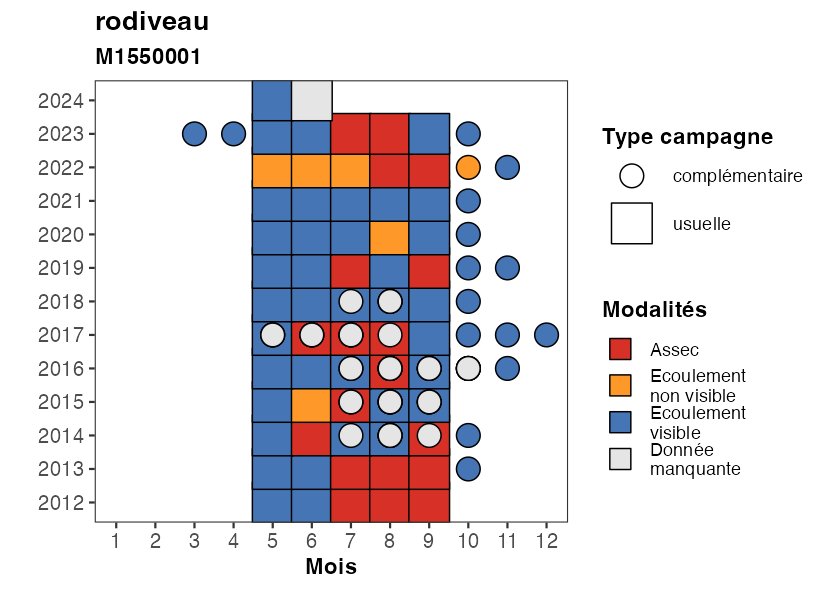 rodiveau
M1550001
2024
2023
2022
2021
2020
2019
2018
2017
2016
2015
2014
2013
2012
1 2 3 4 5 6 7 8 9 10 11 12
Mois
Type campagne
complémentaire
usuelle
Modalités
Assec
Ecoulement
non visible
Ecoulement
visible
Donnée
manquante